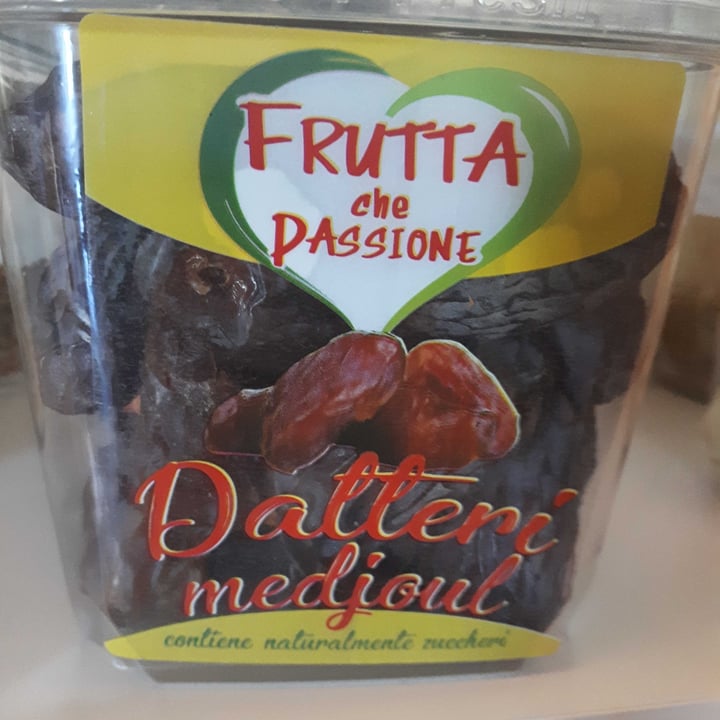 FRUTTA
che
PASSIONE
Datteri
medjoul
contiene naturalmente zuccheri